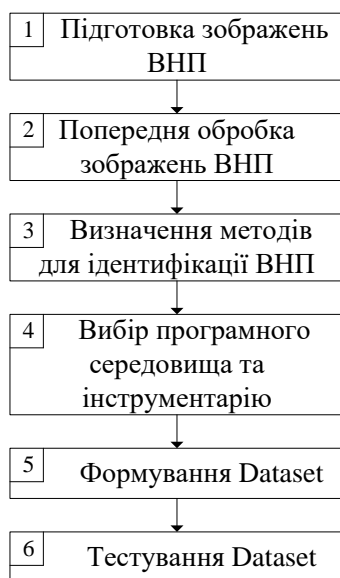 1 Підготовка зображень
ВНП
2 Попередня обробка
зображень ВНП
3 Визначення методів
для ідентифікації ВНП
4 Вибір програмного
середовища та
інструментарію
5 Формування Dataset
6 Тестування Dataset